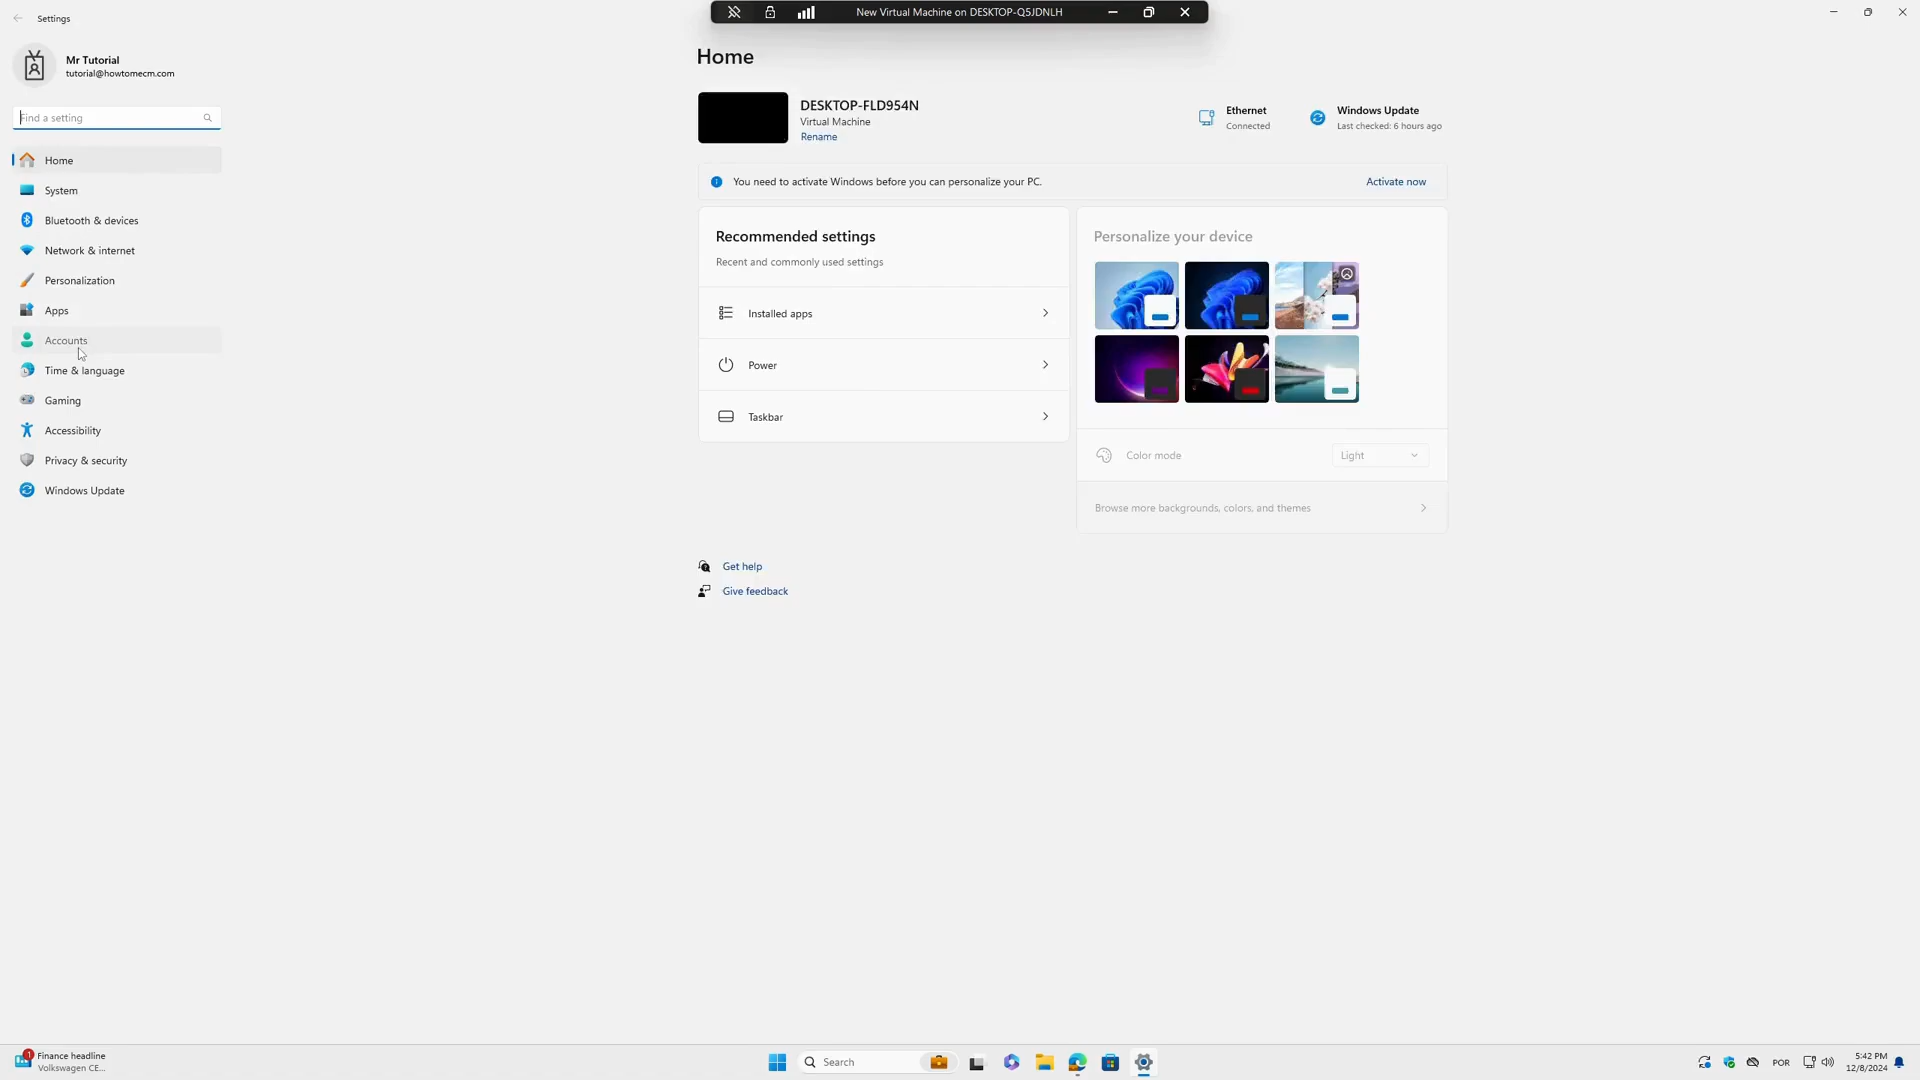 Settings
New Virtual Machine on DESKTOP-Q5JDNLH
Mr Tutorial
tutorial@howtomecm.com
Find a setting
Home
System
Bluetooth & devices
Network & internet
Personalization
Apps
Accounts
Time & language
Gaming
Accessibility
Privacy & security
Windows Update
Home
DESKTOP-FLD954N
Virtual Machine
Rename
Ethernet
Connected
Windows Update
Last checked: 6 hours ago
You need to activate Windows before you can personalize your PC.
Activate now
Recommended settings
Recent and commonly used settings
Installed apps
Power
Taskbar
Personalize your device
Color mode
Light
Browse more backgrounds, colors, and themes
Get help
Give feedback
1
Finance headline
Volkswagen CE...
Search
POR
5:42 PM
12/8/2024